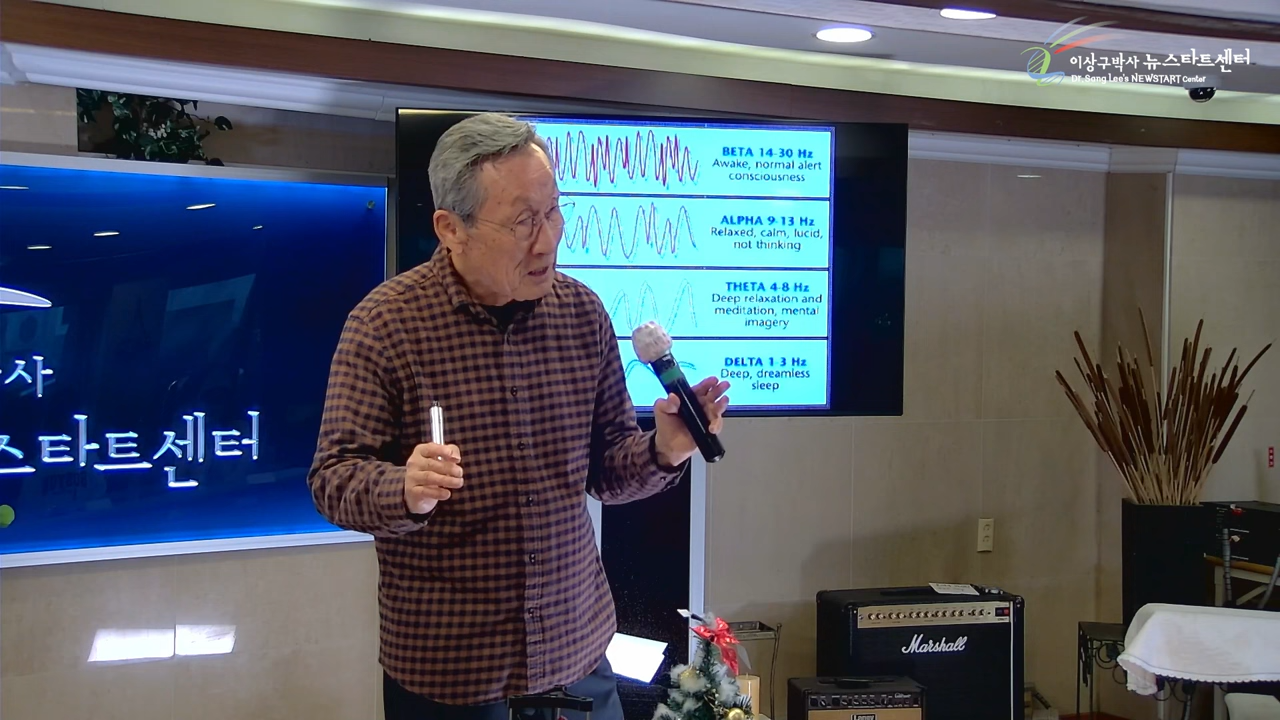 이상구박사 뉴스타트센터
Dr. Sang Lee's NEWSTART Center
BETA 14-30 Hz
Awake, normal alert
consciousness
ALPHA 9-13 Hz
Relaxed, calm, lucid,
not thinking
THETA 4-8 Hz
Deep relaxation and
meditation, mental
imagery
DELTA 1-3 Hz
Deep, dreamless
sleep
사
스타트센터
Marshall